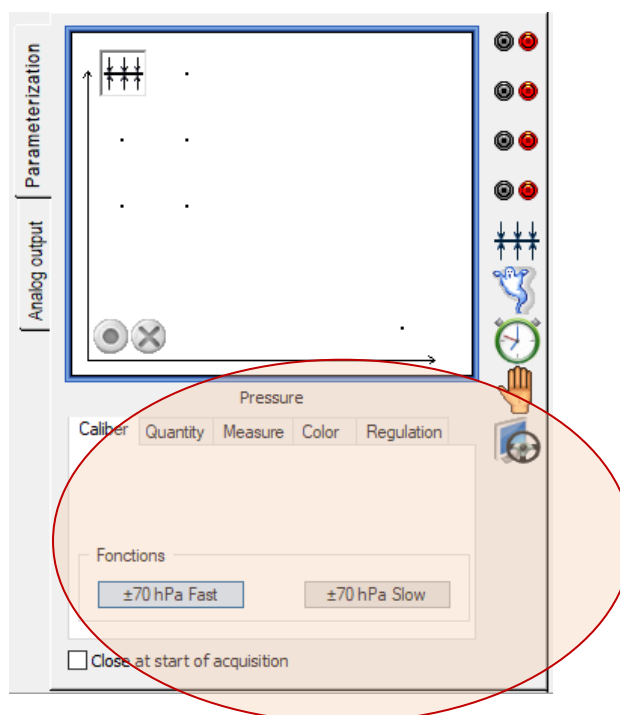 Parameterization
Analog output
Pressure
Caliber Quantity Measure Color Regulation
Fonctions
±70 hPa Fast ±70 hPa Slow
Close at start of acquisition